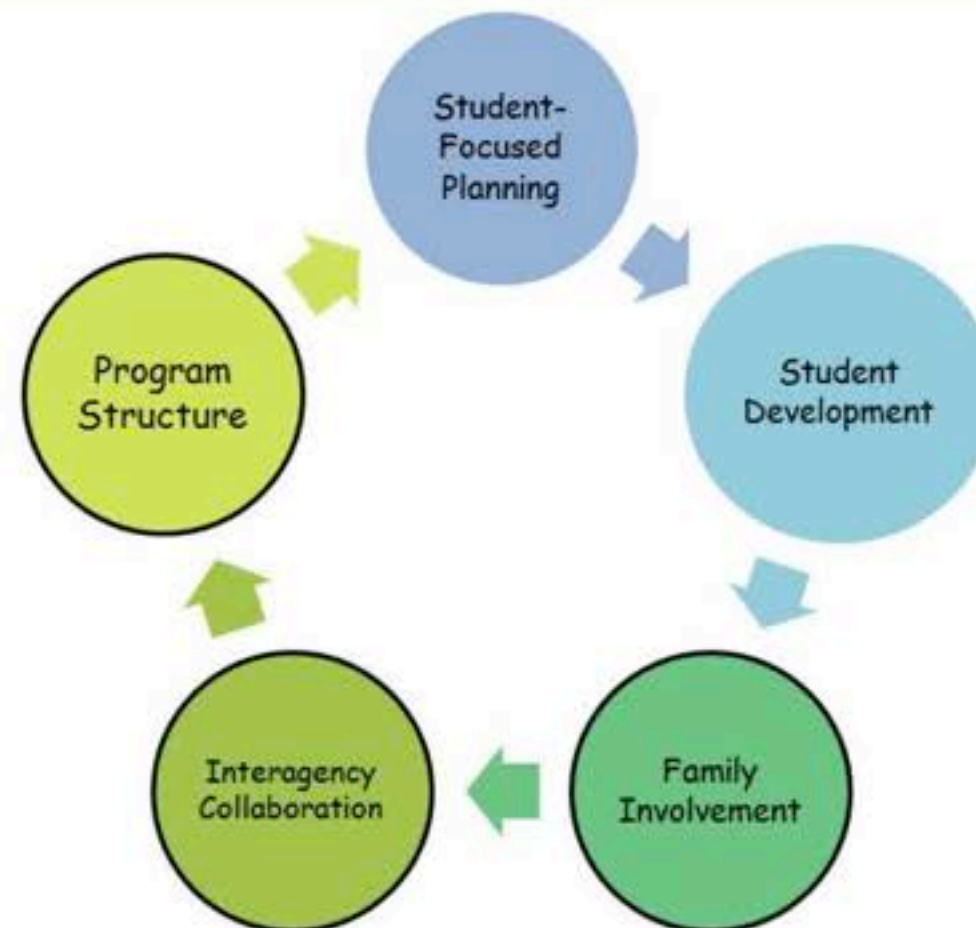 Student-
Focused
Planning
Student
Development
Family
Involvement
Interagency
Collaboration
Program
Structure